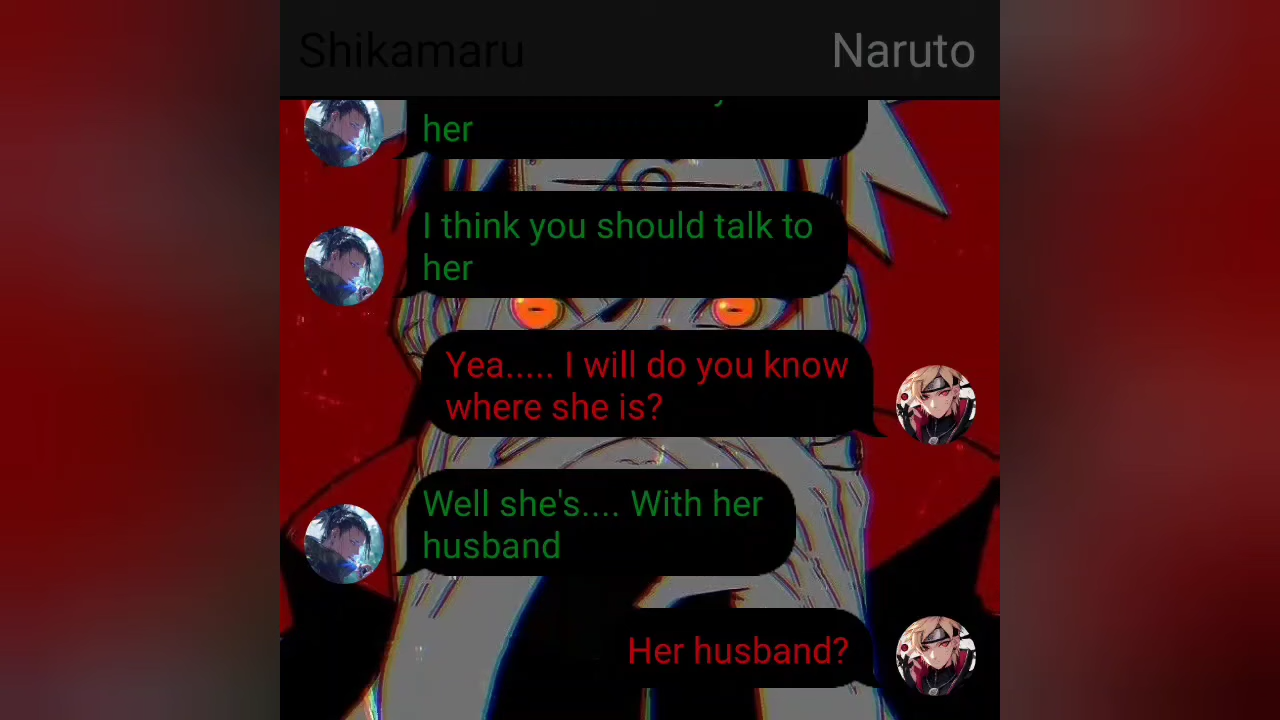 Shikamaru
Naruto
her
I think you should talk to
her
Yea..... I will do you know
where she is?
Well she's.... With her
husband
Her husband?